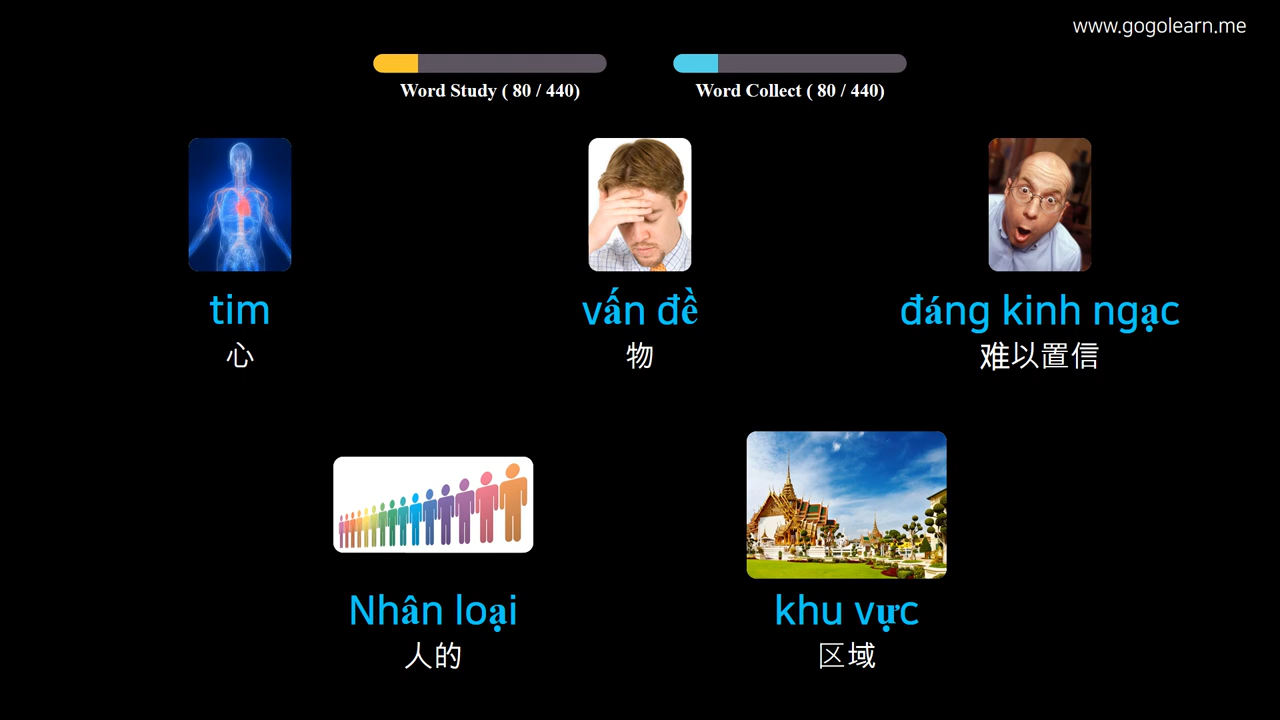 www.gogolearn.me
Word Study ( 80 / 440)
Word Collect ( 80 / 440)
tim
心
vấn đề
物
đáng kinh ngạc
难以置信
Nhân loại
人的
khu vực
区域